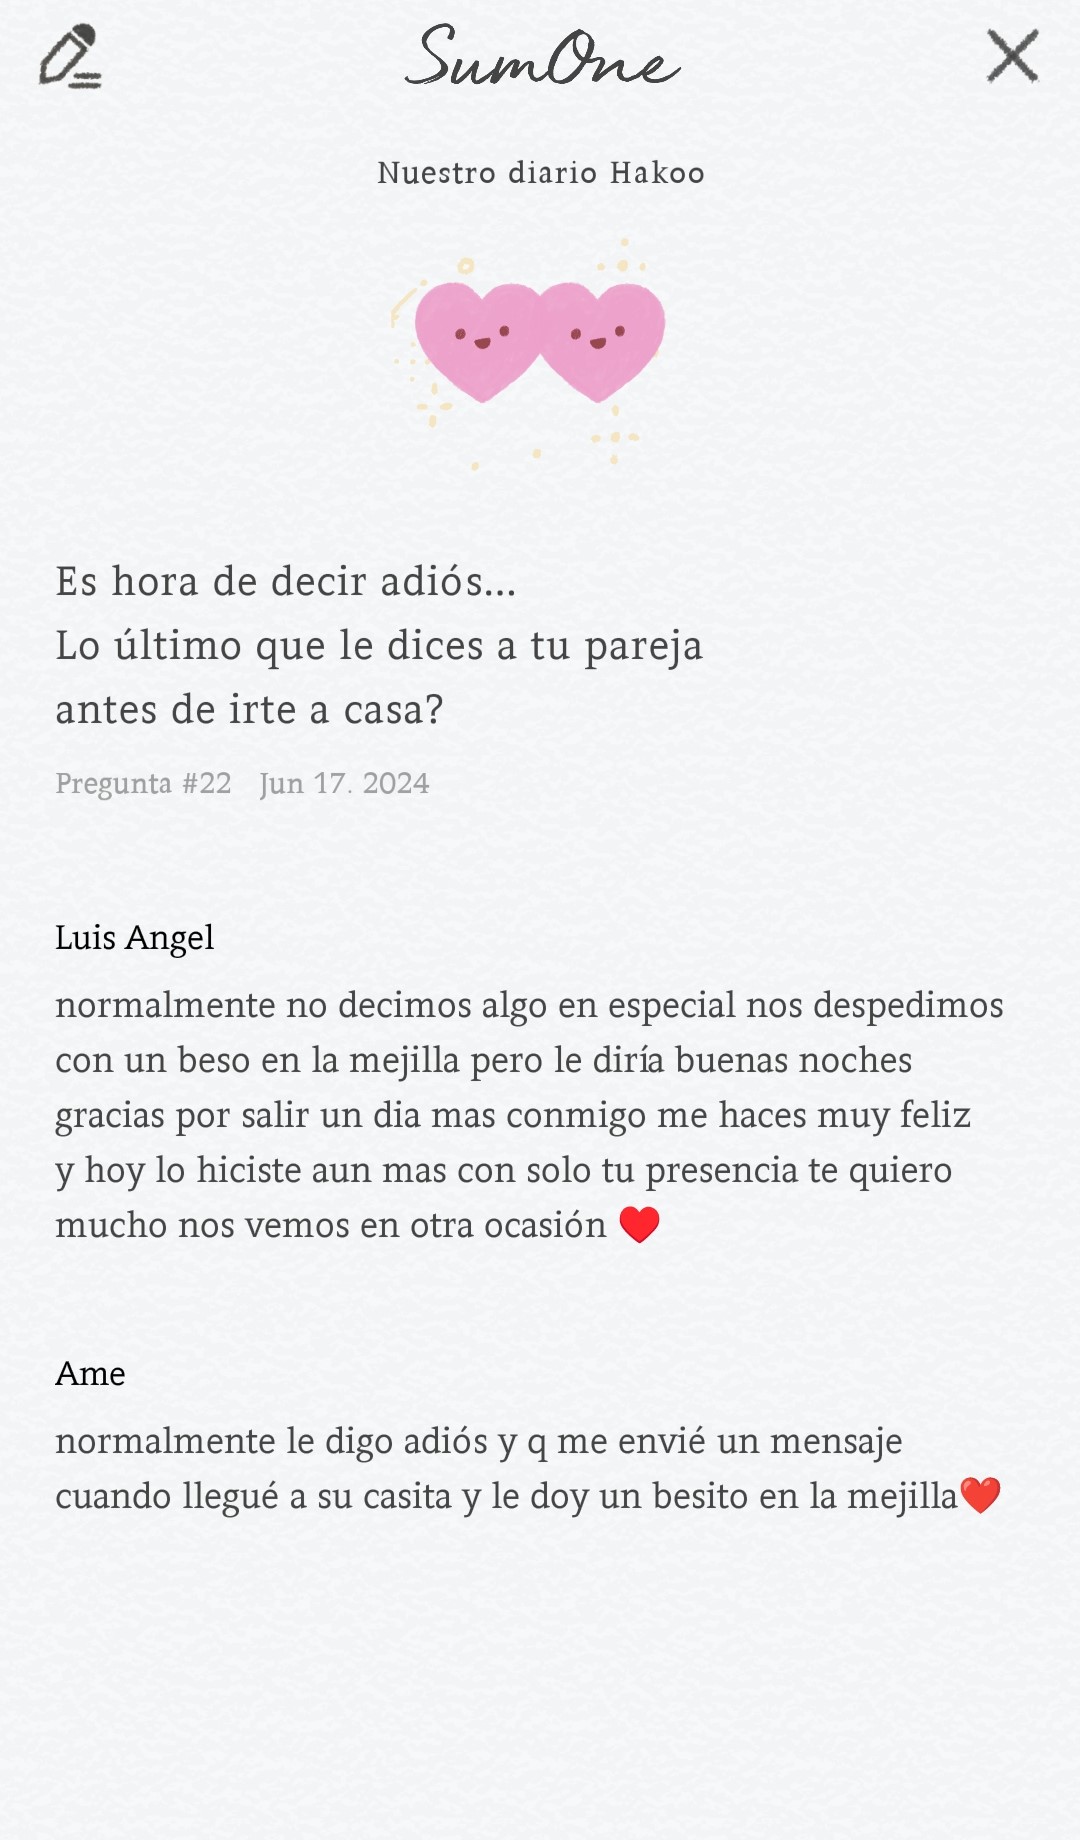 SumOne
Nuestro diario Hakoo
Es hora de decir adiós...
Lo último que le dices a tu pareja
antes de irte a casa?
Pregunta #22 Jun 17. 2024
Luis Angel
normalmente no decimos algo en especial nos despedimos
con un beso en la mejilla pero le diría buenas noches
gracias por salir un dia mas conmigo me haces muy feliz
y hoy lo hiciste aun mas con solo tu presencia te quiero
mucho nos vemos en otra ocasión ♥️
Ame
normalmente le digo adiós y q me envié un mensaje
cuando llegué a su casita y le doy un besito en la mejilla❤️